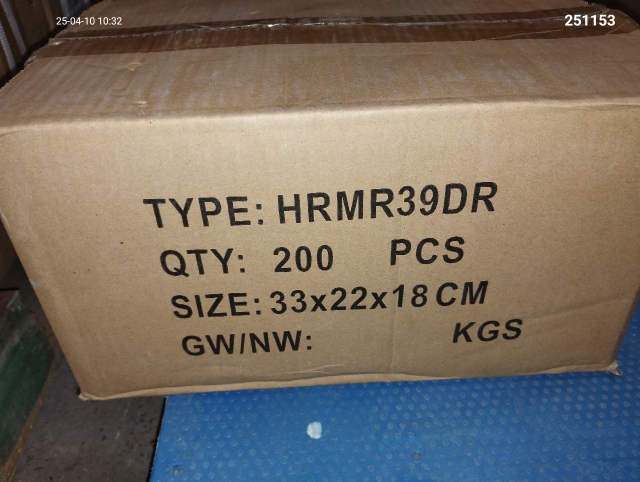 25-04-10 10:32
251153
TYPE: HRMR39DR
QTY: 200 PCS
SIZE: 33x22x18 CM
GW/NW: KGS